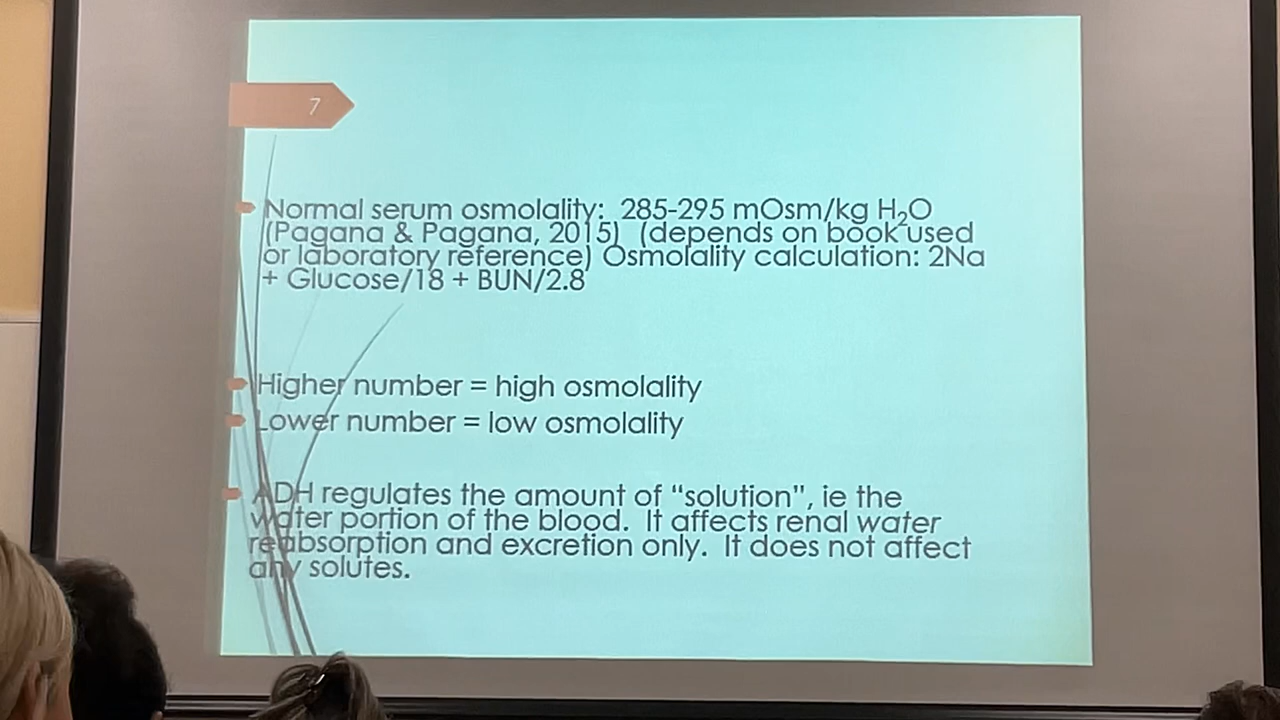 7
Normal serum osmolality: 285-295 mOsm/kg H₂O
(Pagana & Pagana, 2015) (depends on book used
or laboratory reference) Osmolality calculation: 2Na
+ Glucose/18 + BUN/2.8
Higher number = high osmolality
Lower number = low osmolality
ADH regulates the amount of “solution”, ie the
water portion of the blood. It affects renal water
reabsorption and excretion only. It does not affect
any solutes.